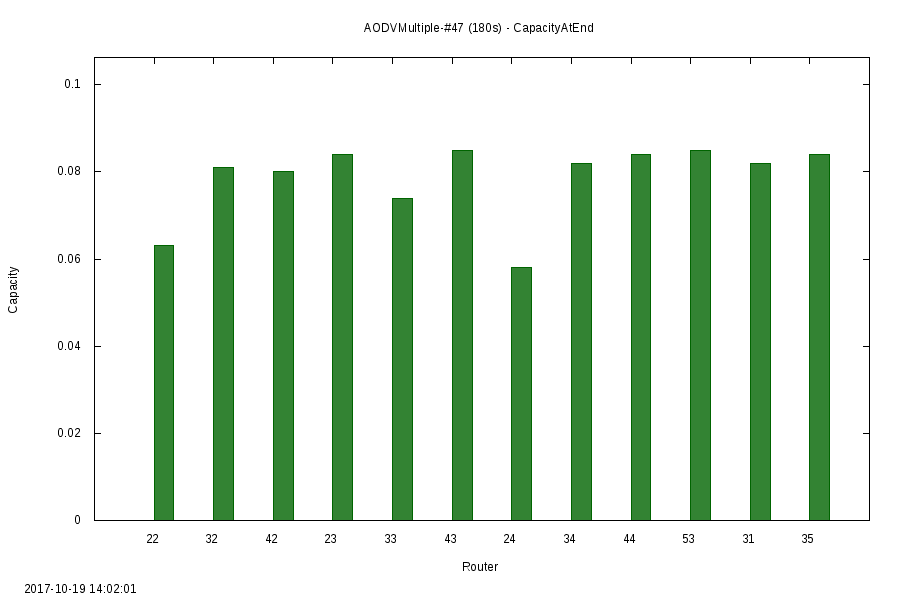 AODVMultiple-#47 (180s) - CapacityAtEnd
0.1
0.08
0.06
0.04
0.02
0
Capacity
22 32 42 23 33 43 24 34 44 53 31 35
Router
2017-10-19 14:02:01